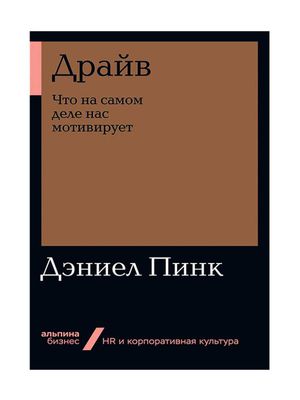 Драйв
Что на самом
деле нас
мотивирует
Дэниел Пинк
альпина
бизнес
HR и корпоративная культура